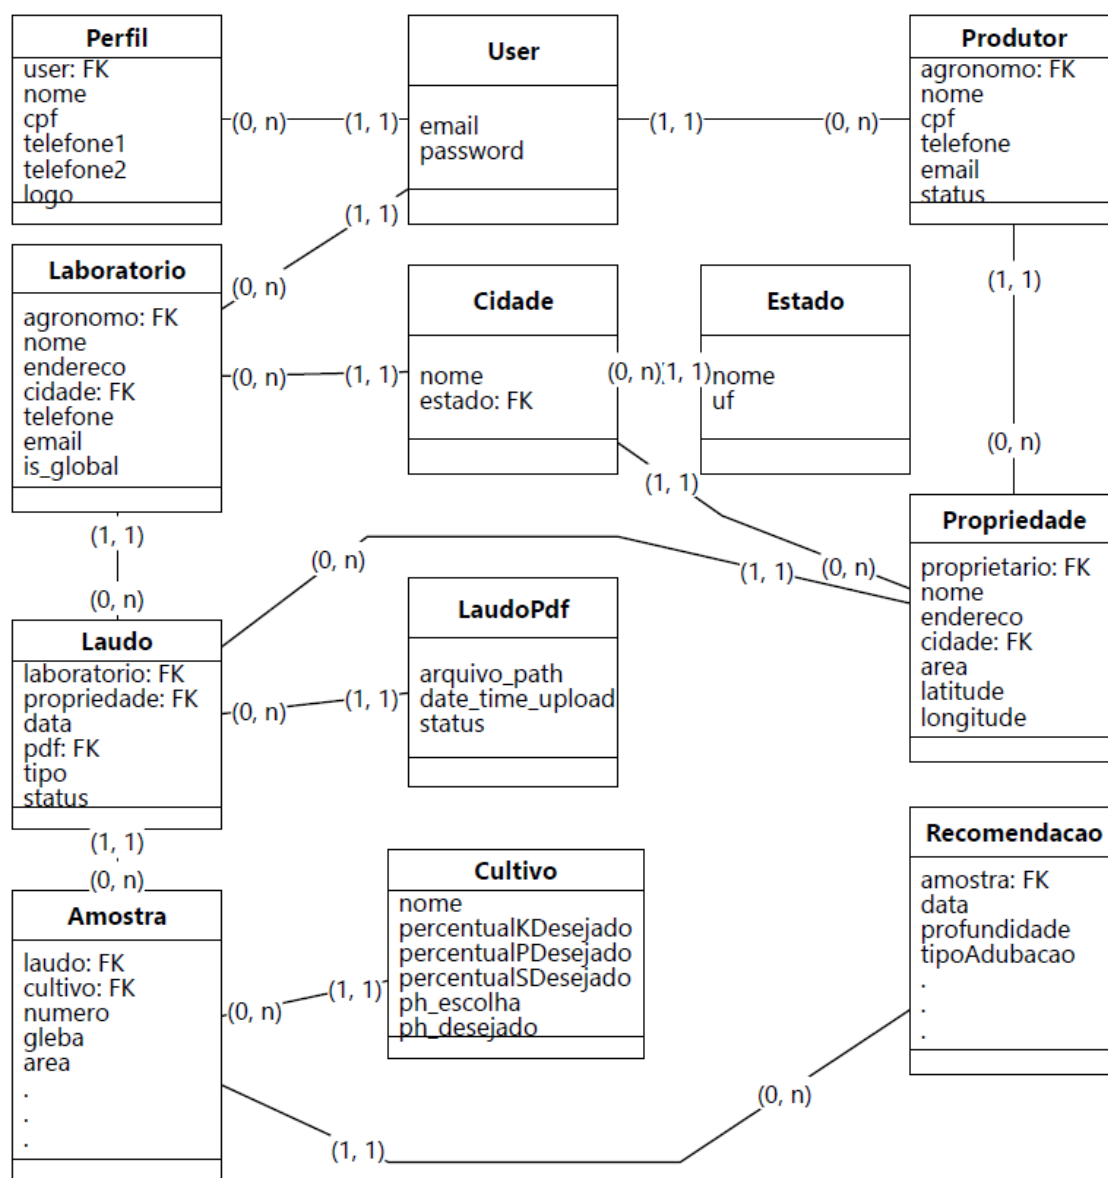 Perfil
user: FK
nome
cpf
telefone1
telefone2
logo
(0, n)
(1, 1)
User
email
password
(1, 1)
(0, n)
Produtor
agronomo: FK
nome
cpf
telefone
email
status
(1, 1)
(0, n)
Laboratorio
agronomo: FK
nome
endereco
cidade: FK
telefone
email
is_global
(0, n)
(1, 1)
Cidade
nome
estado: FK
(0, n)
(1, 1)
Estado
nome
uf
(1, 1)
(0, n)
(1, 1)
(0, n)
Propriedade
proprietario: FK
nome
endereco
cidade: FK
area
latitude
longitude
(1, 1)
(0, n)
(0, n)
(1, 1)
Laudo
laboratorio: FK
propriedade: FK
data
pdf: FK
tipo
status
(0, n)
(1, 1)
LaudoPdf
arquivo_path
date_time_upload
status
(1, 1)
(0, n)
Amostra
laudo: FK
cultivo: FK
numero
gleba
area
.
.
.
(0, n)
(1, 1)
Cultivo
nome
percentualKDesejado
percentualPDesejado
percentualSDesejado
ph_escolha
ph_desejado
Recomendacao
amostra: FK
data
profundidade
tipoAdubacao
.
.
.
(0, n)
(1, 1)